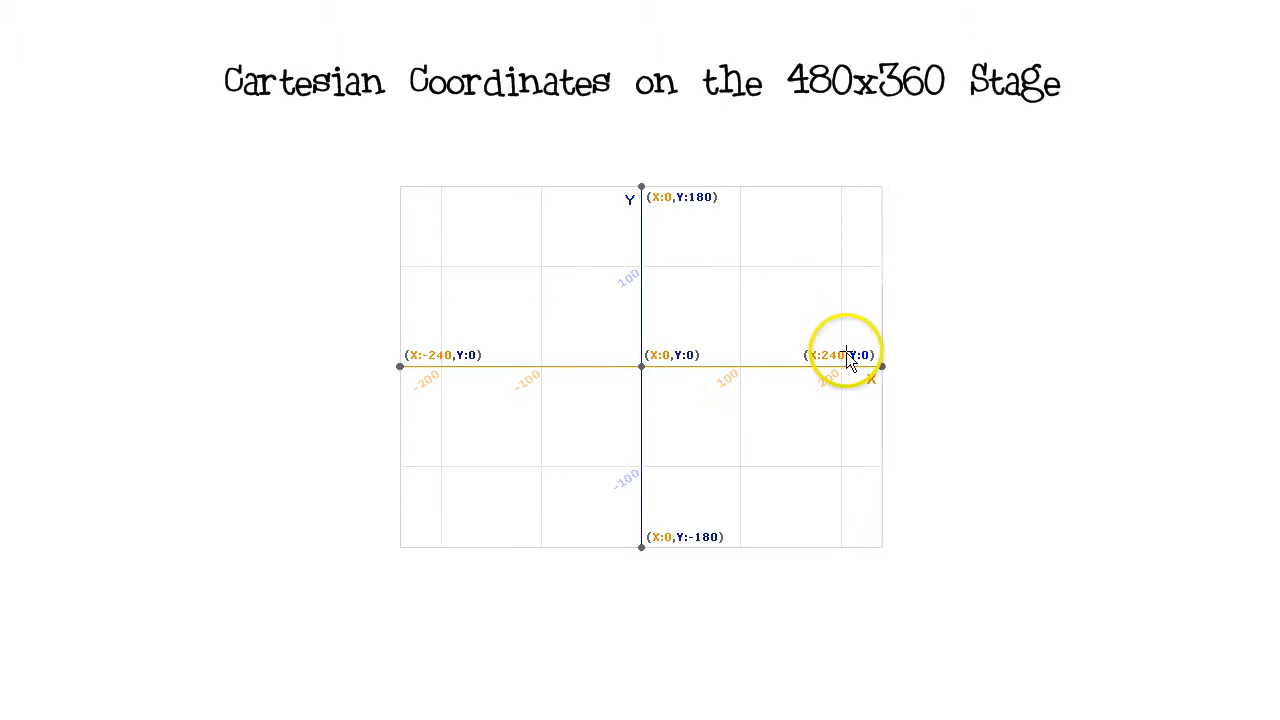 Cartesian Coordinates on the 480x360 Stage
Y
(X:0,Y:180)
100
(X:-240,Y:0)
(X:0,Y:0)
(X:240,Y:0)
-200
-100
100
200
X
-100
(X:0,Y:-180)